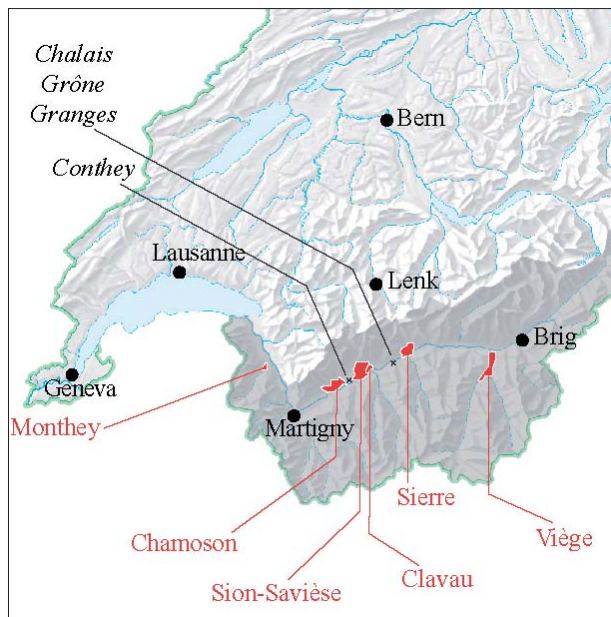 Chalais
Grône
Granges
Conthey
Bern
Lausanne
Lenk
Brig
Geneva
Monthey
Martigny
Sierre
Chamoson
Viège
Clavau
Sion-Savièse